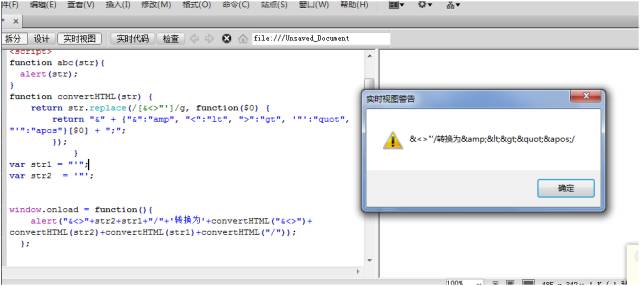 件(F) 编辑(E) 查看(V) 插入(I) 修改(M) 格式(O) 命令(C) 站点(S) 窗口(W) 帮助(H)
拆分 设计 实时视图 实时代码 检查 file:///Unsaved_Document
<script>
function abc(str){
alert(str);
}
function convertHTML(str) {
return str.replace(/[&<>"']/g, function($0) {
return "&" + {"&":"amp", "<":"lt", ">":"gt", '"':"quot",
"'":"apos"}[$0] + ";";
});
}
var str1 = "'";
var str2 = '"';
window.onload = function(){
alert("&<>"+str2+str1+"/"+'转换为'+convertHTML("&<>")+
convertHTML(str2)+convertHTML(str1)+convertHTML("/"));
};
实时视图警告
&<>"'/转换为&amp;&lt;&gt;&quot;&apos;/
确定
100%